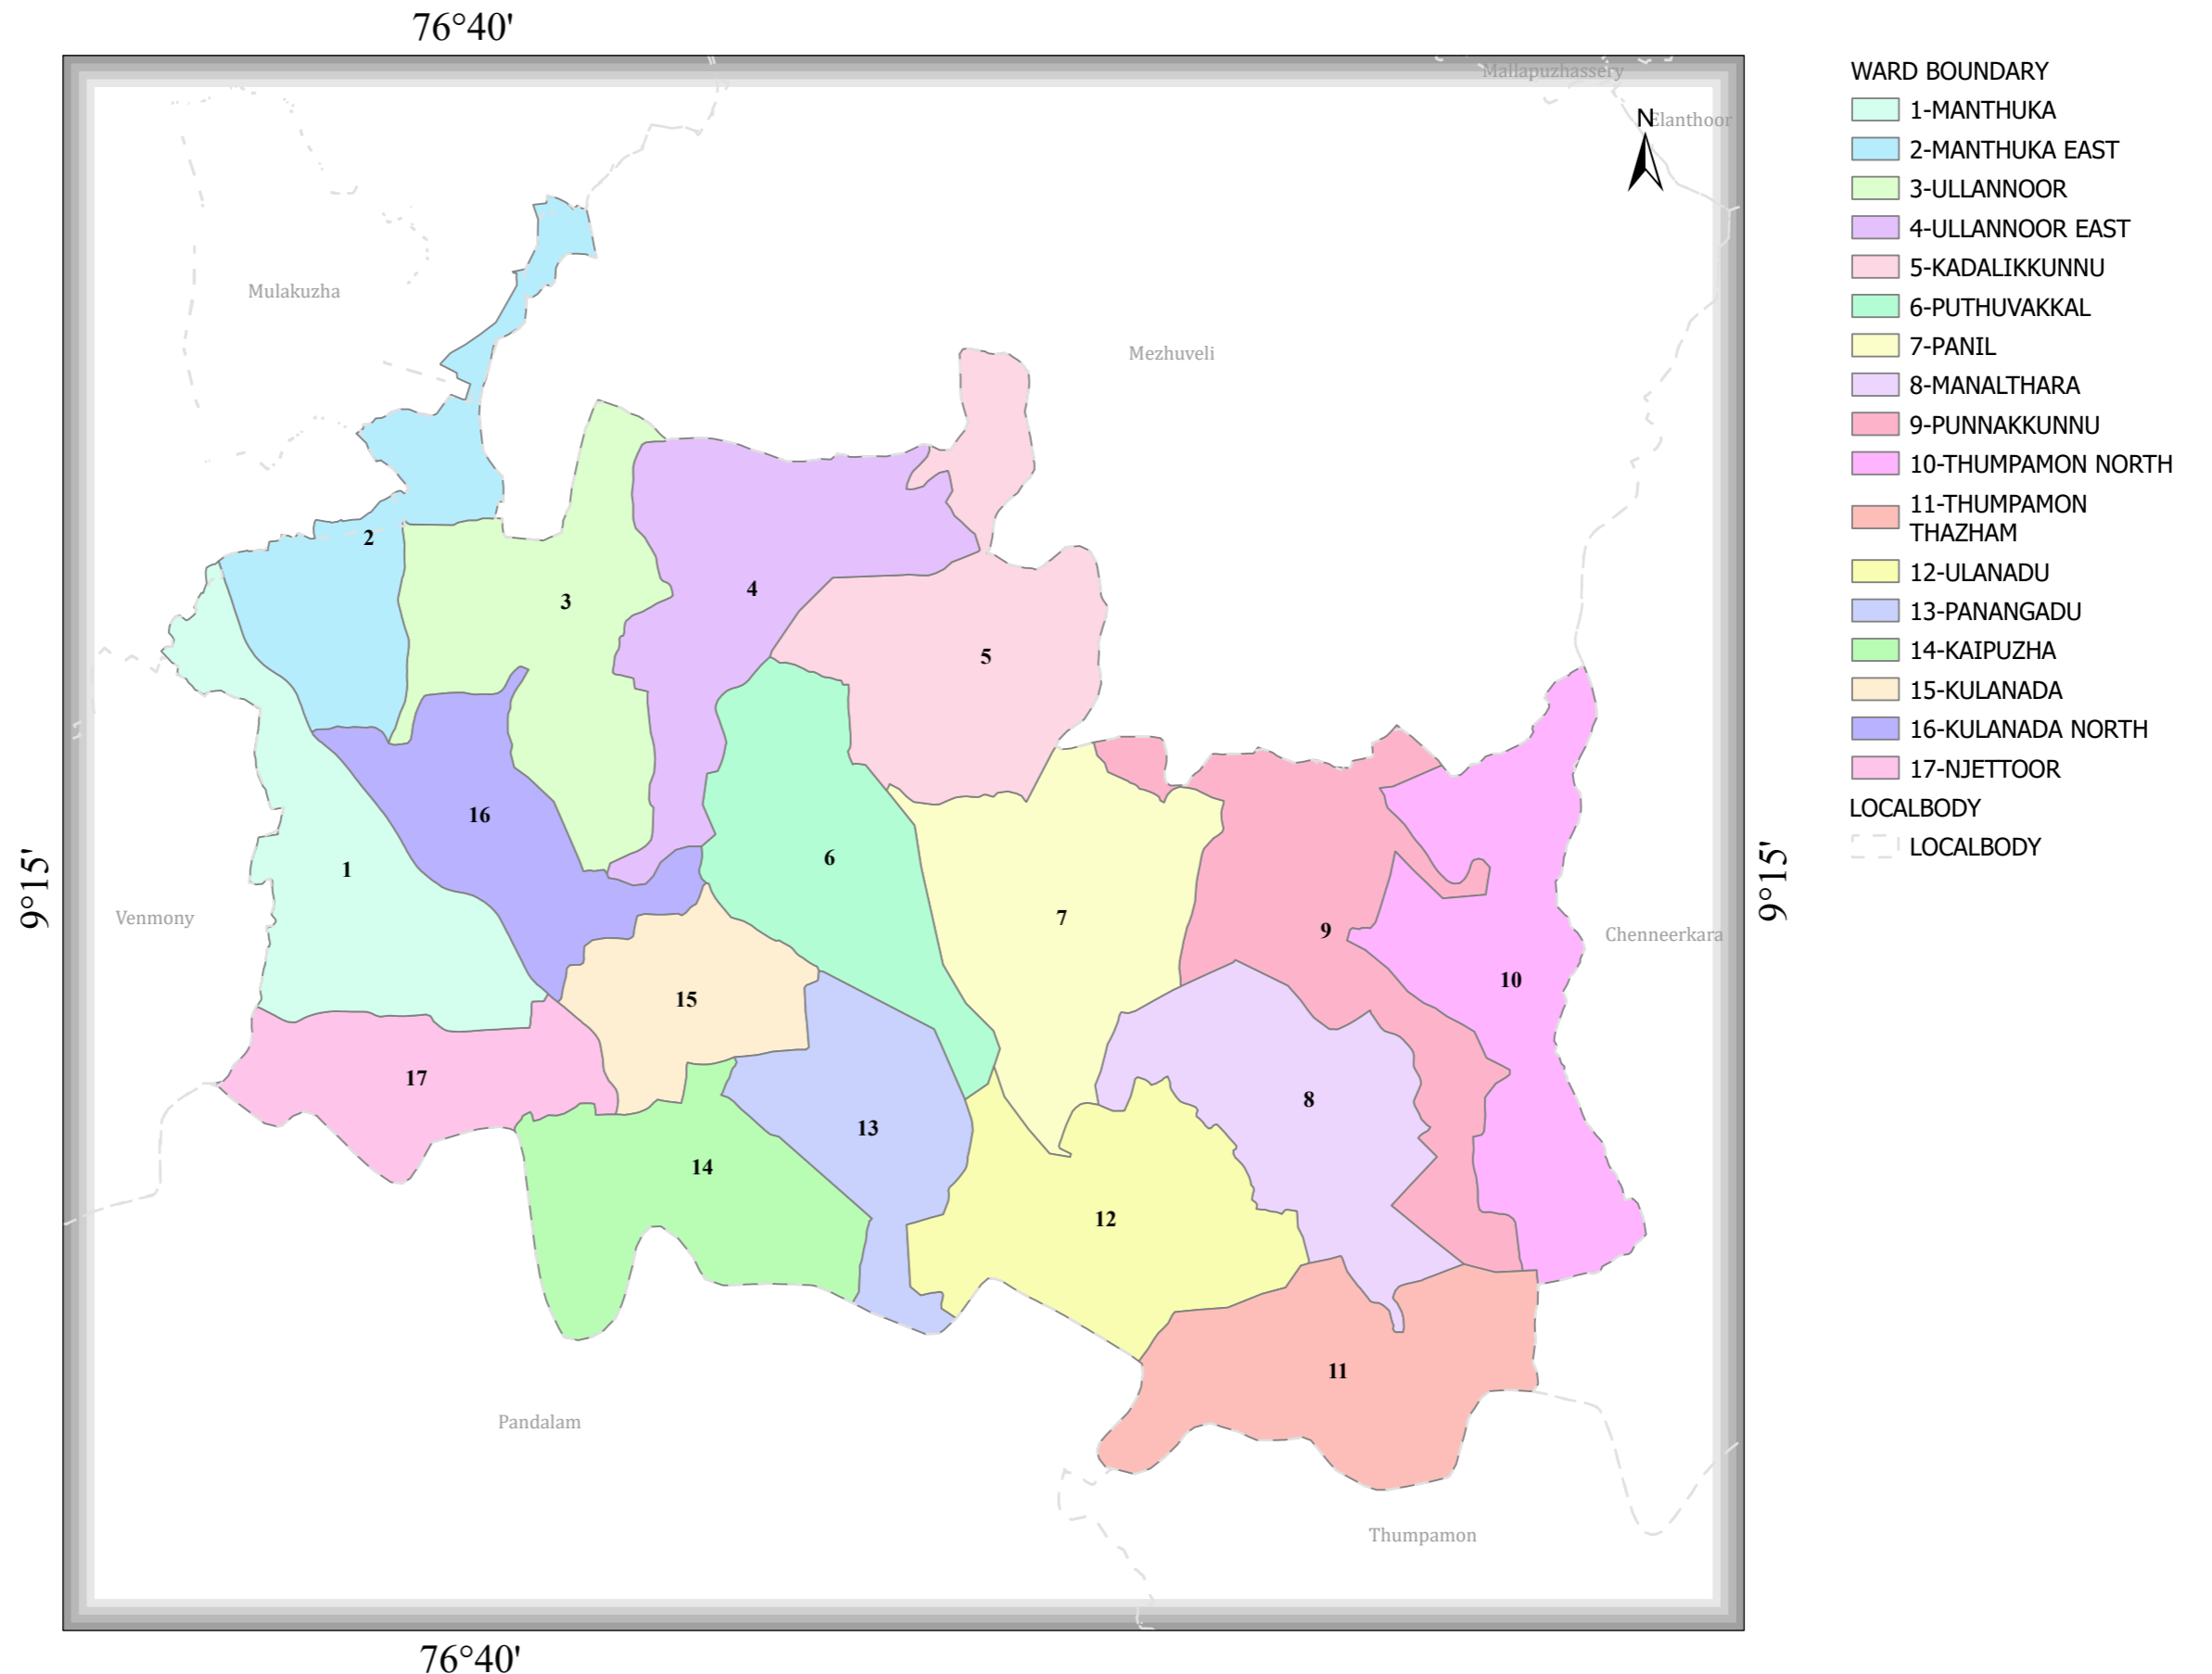 76°40'
Mallapuzhassery
N
Elanthoor
Mulakuzha
Mezhuveli
2
4
3
5
16
6
1
7
9
Venmony
Chenneerkara
10
15
17
8
13
14
12
11
Pandalam
Thumpamon
9°15'
9°15'
76°40'
WARD BOUNDARY
1-MANTHUKA
2-MANTHUKA EAST
3-ULLANNOOR
4-ULLANNOOR EAST
5-KADALIKKUNNU
6-PUTHUVAKKAL
7-PANIL
8-MANALTHARA
9-PUNNAKKUNNU
10-THUMPAMON NORTH
11-THUMPAMON
THAZHAM
12-ULANADU
13-PANANGADU
14-KAIPUZHA
15-KULANADA
16-KULANADA NORTH
17-NJETTOOR
LOCALBODY
LOCALBODY